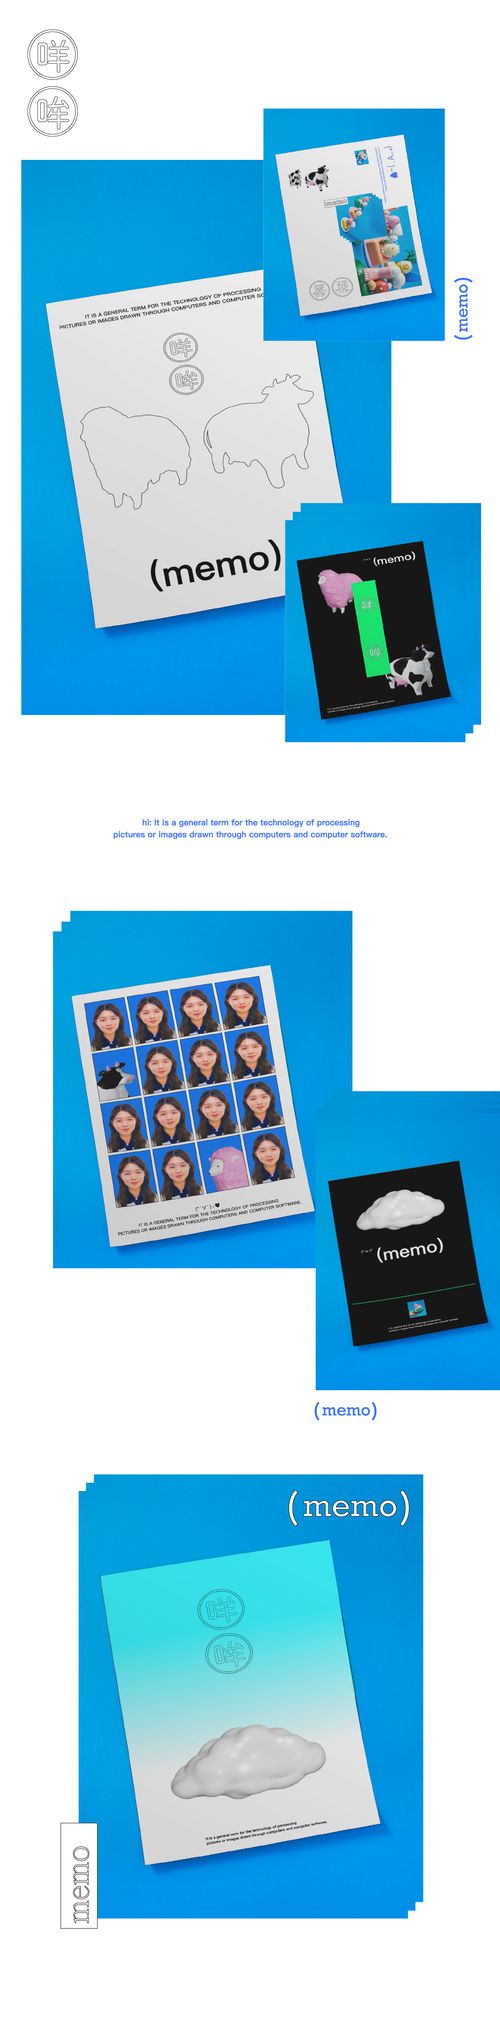 咩
哞
(memo)
IT IS A GENERAL TERM FOR THE TECHNOLOGY OF PROCESSING
PICTURES OR IMAGES DRAWN THROUGH COMPUTERS AND COMPUTER
咩
哞
(memo)
memo
(memo)
咩
哞
hi: It is a general term for the technology of processing
pictures or images drawn through computers and computer software.
IT IS A GENERAL TERM FOR THE TECHNOLOGY OF PROCESSING
PICTURES OR IMAGES DRAWN THROUGH COMPUTERS AND COMPUTER SOFTWARE.
(memo)
(memo)
(memo)
咩
哞
It is a general term for the technology of processing
pictures or images drawn through computers and computer software.
memo